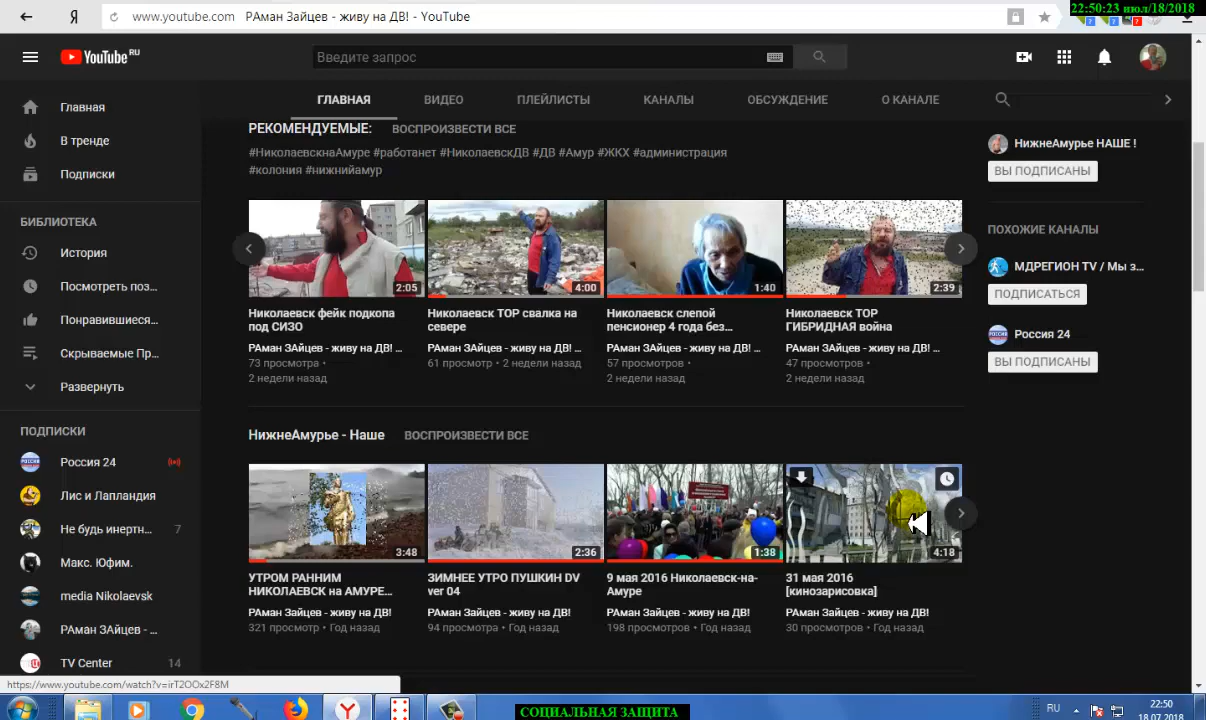 www.youtube.com РАман Зайцев - живу на ДВ! - YouTube
22:50:23 июл/18/2018
YouTube RU
Введите запрос
Главная
В тренде
Подписки
БИБЛИОТЕКА
История
Посмотреть поз...
Понравившиеся...
Скрываемые Пр...
Развернуть
ПОДПИСКИ
Россия 24
Лис и Лапландия
Не будь инертн... 7
Макс. Юфим.
media Nikolaevsk
РАман ЗАйцев - ...
TV Center 14
ГЛАВНАЯ ВИДЕО ПЛЕЙЛИСТЫ КАНАЛЫ ОБСУЖДЕНИЕ О КАНАЛЕ
РЕКОМЕНДУЕМЫЕ: ВОСПРОИЗВЕСТИ ВСЕ
#НиколаевскнаАмуре #работанет #НиколаевскДВ #ДВ #Амур #ЖКХ #администрация
#колония #нижнийамур
2:05
4:00
1:40
2:39
Николаевск фейк подкопа
под СИЗО
РАман ЗАйцев - живу на ДВ! ...
73 просмотра •
2 недели назад
Николаевск ТОР свалка на
севере
РАман ЗАйцев - живу на ДВ! ...
61 просмотр • 2 недели назад
Николаевск слепой
пенсионер 4 года без...
РАман ЗАйцев - живу на ДВ! ...
57 просмотров •
2 недели назад
Николаевск ТОР
ГИБРИДНАЯ война
РАман ЗАйцев - живу на ДВ! ...
47 просмотров •
2 недели назад
НижнеАмурье - Наше ВОСПРОИЗВЕСТИ ВСЕ
3:48
2:36
1:38
4:18
УТРОМ РАННИМ
НИКОЛАЕВСК на АМУРЕ...
РАман Зайцев - живу на ДВ!
321 просмотр • Год назад
ЗИМНЕЕ УТРО ПУШКИН DV
ver 04
РАман Зайцев - живу на ДВ!
94 просмотра • Год назад
9 мая 2016 Николаевск-на-
Амуре
РАман Зайцев - живу на ДВ!
198 просмотров • Год назад
31 мая 2016
[кинозарисовка]
РАман Зайцев - живу на ДВ!
30 просмотров • Год назад
НижнеАмурье НАШЕ !
ВЫ ПОДПИСАНЫ
ПОХОЖИЕ КАНАЛЫ
МДРЕГИОН TV / Мы з...
ПОДПИСАТЬСЯ
Россия 24
ВЫ ПОДПИСАНЫ
https://www.youtube.com/watch?v=irT2OOx2F8M
СОЦИАЛЬНАЯ ЗАЩИТА
RU
22:50
18.07.2018